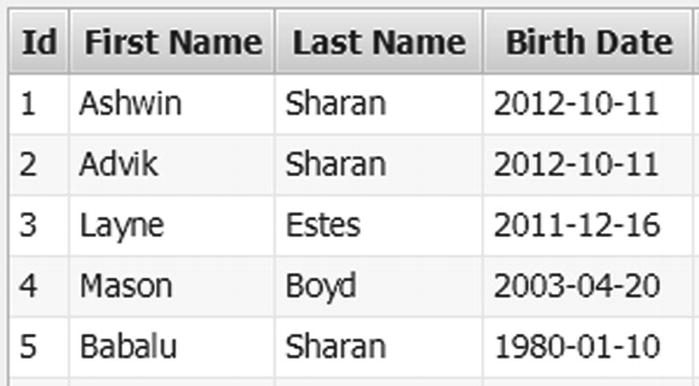 Id First Name Last Name Birth Date
1 Ashwin Sharan 2012-10-11
2 Advik Sharan 2012-10-11
3 Layne Estes 2011-12-16
4 Mason Boyd 2003-04-20
5 Babalu Sharan 1980-01-10